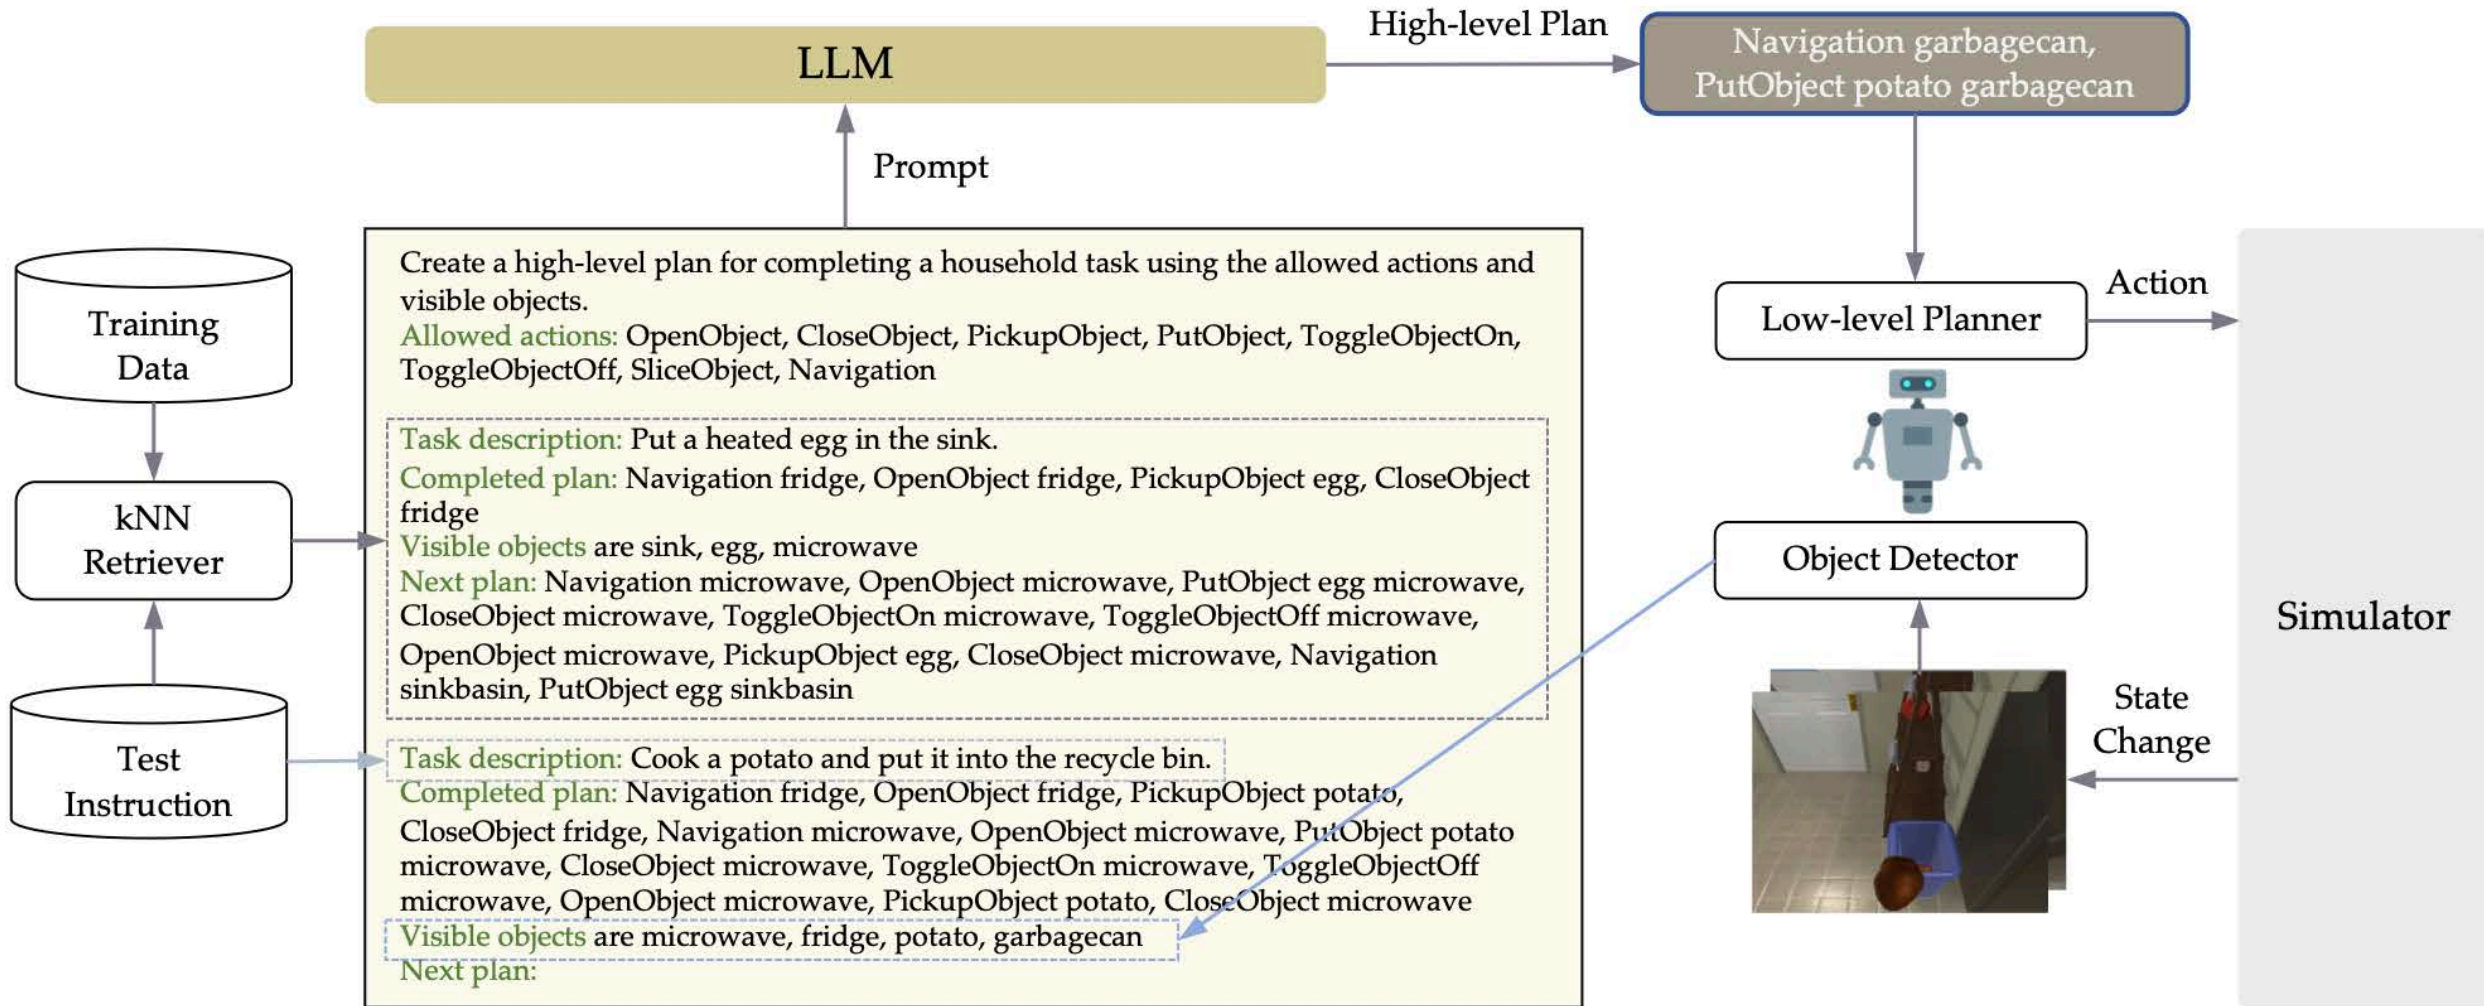 LLM
High-level Plan
Navigation garbagecan,
PutObject potato garbagecan
Prompt
Training
Data
kNN
Retriever
Test
Instruction
Create a high-level plan for completing a household task using the allowed actions and
visible objects.
Allowed actions: OpenObject, CloseObject, PickupObject, PutObject, ToggleObjectOn,
ToggleObjectOff, SliceObject, Navigation
Task description: Put a heated egg in the sink.
Completed plan: Navigation fridge, OpenObject fridge, PickupObject egg, CloseObject
fridge
Visible objects are sink, egg, microwave
Next plan: Navigation microwave, OpenObject microwave, PutObject egg microwave,
CloseObject microwave, ToggleObjectOn microwave, ToggleObjectOff microwave,
OpenObject microwave, PickupObject egg, CloseObject microwave, Navigation
sinkbasin, PutObject egg sinkbasin
Task description: Cook a potato and put it into the recycle bin.
Completed plan: Navigation fridge, OpenObject fridge, PickupObject potato,
CloseObject fridge, Navigation microwave, OpenObject microwave, PutObject potato
microwave, CloseObject microwave, ToggleObjectOn microwave, ToggleObjectOff
microwave, OpenObject microwave, PickupObject potato, CloseObject microwave
Visible objects are microwave, fridge, potato, garbagecan
Next plan:
Low-level Planner
Action
Object Detector
State
Change
Simulator